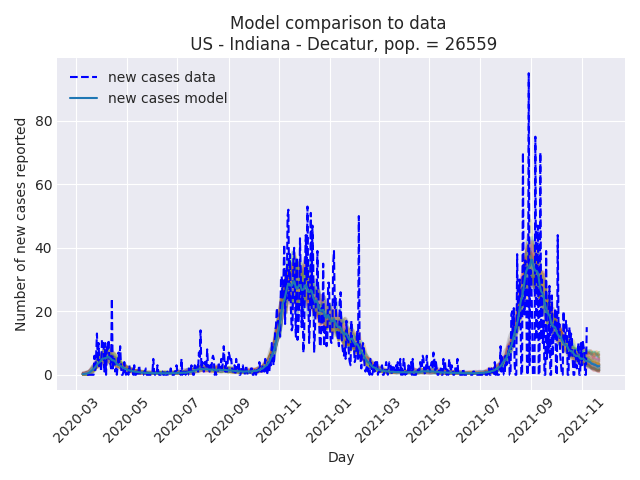 Model comparison to data
US - Indiana - Decatur, pop. = 26559
new cases data
new cases model
Number of new cases reported
80
60
40
20
0
2020-03
2020-05
2020-07
2020-09
2020-11
2021-01
2021-03
2021-05
2021-07
2021-09
2021-11
Day